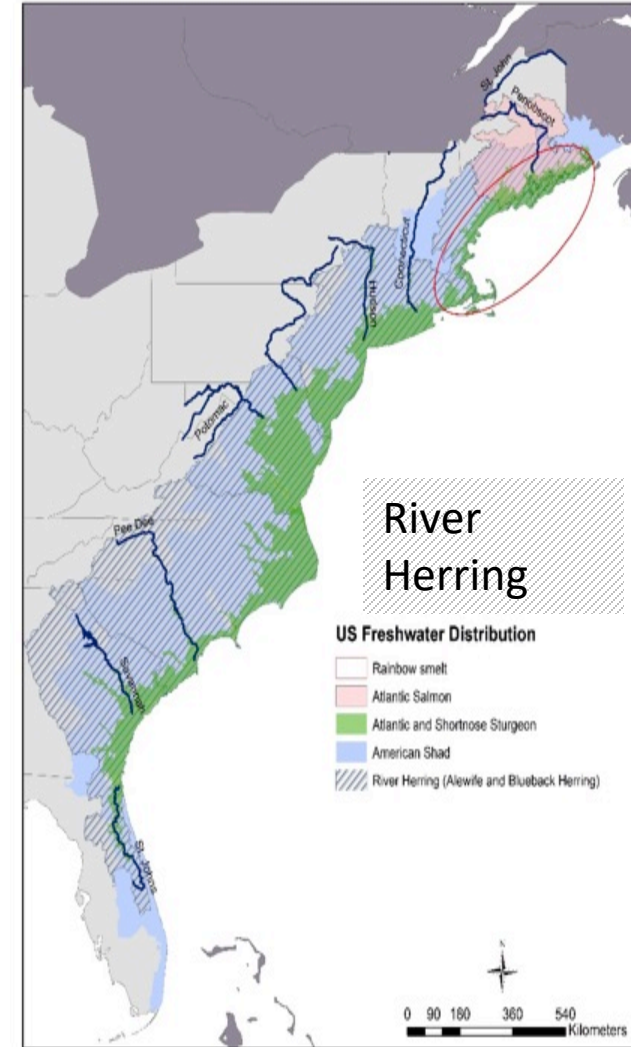 St. John
Penobscot
Connecticut
Hudson
Potomac
Pee Dee
Savannah
St. Johns
River
Herring
US Freshwater Distribution
Rainbow smelt
Atlantic Salmon
Atlantic and Shortnose Sturgeon
American Shad
River Herring (Alewife and Blueback Herring)
N
0 90 160 360 540
Kilometers